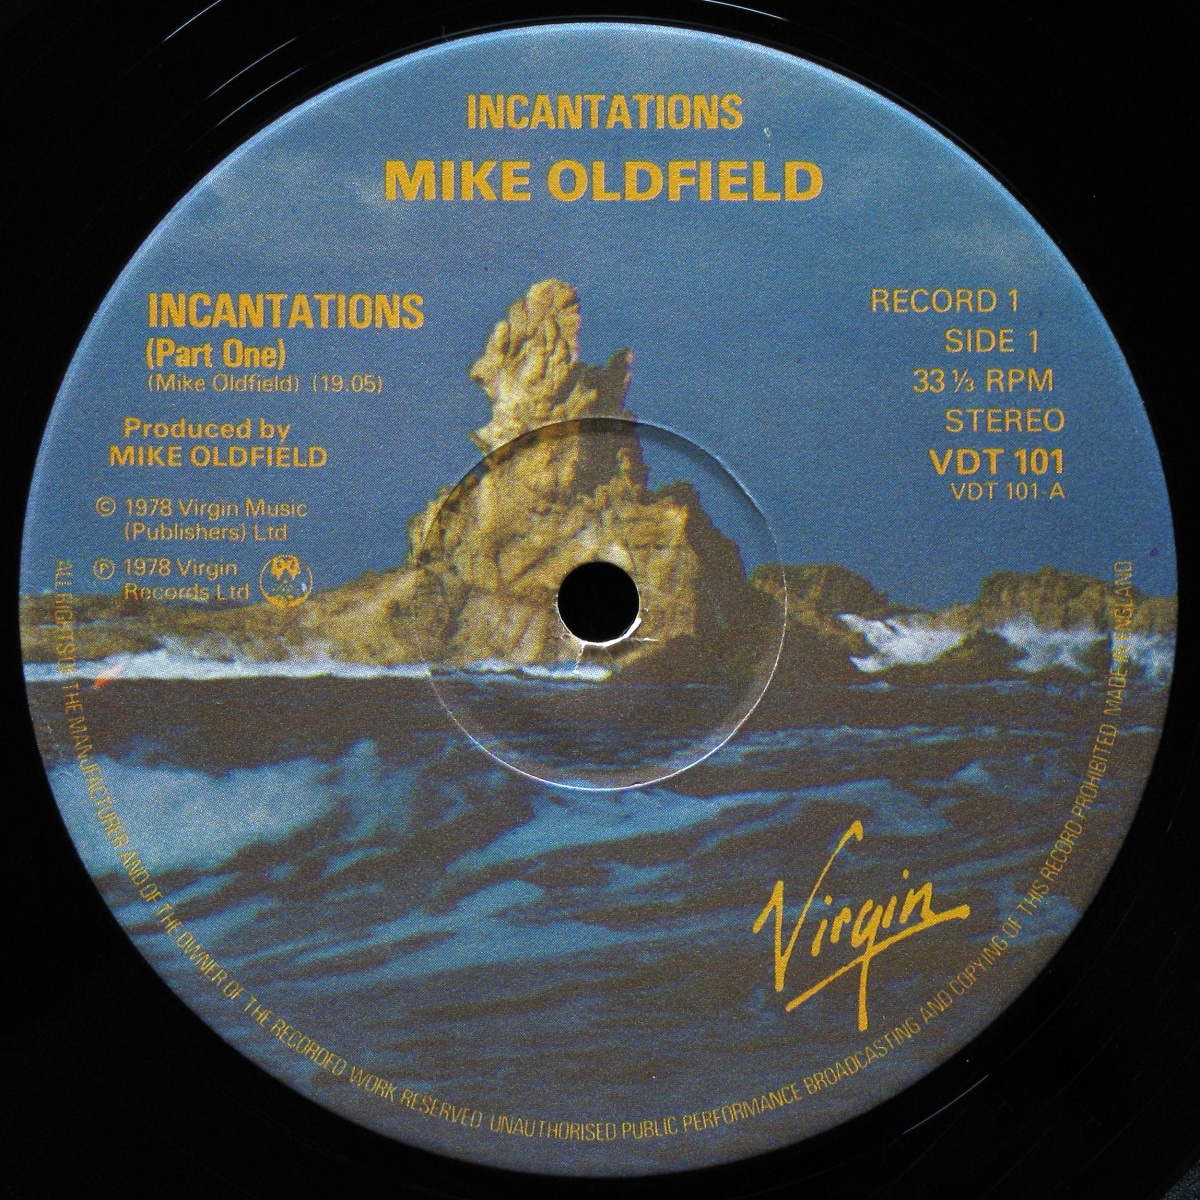 INCANTATIONS
MIKE OLDFIELD
INCANTATIONS
(Part One)
(Mike Oldfield) (19.05)
Produced by
MIKE OLDFIELD
© 1978 Virgin Music
(Publishers) Ltd
℗ 1978 Virgin
Records Ltd
RECORD 1
SIDE 1
33 ⅓ RPM
STEREO
VDT 101
VDT 101-A
Virgin
ALL RIGHTS OF THE MANUFACTURER AND OF THE OWNER OF THE RECORDED WORK RESERVED UNAUTHORISED PUBLIC PERFORMANCE BROADCASTING AND COPYING OF THIS RECORD PROHIBITED MADE IN ENGLAND